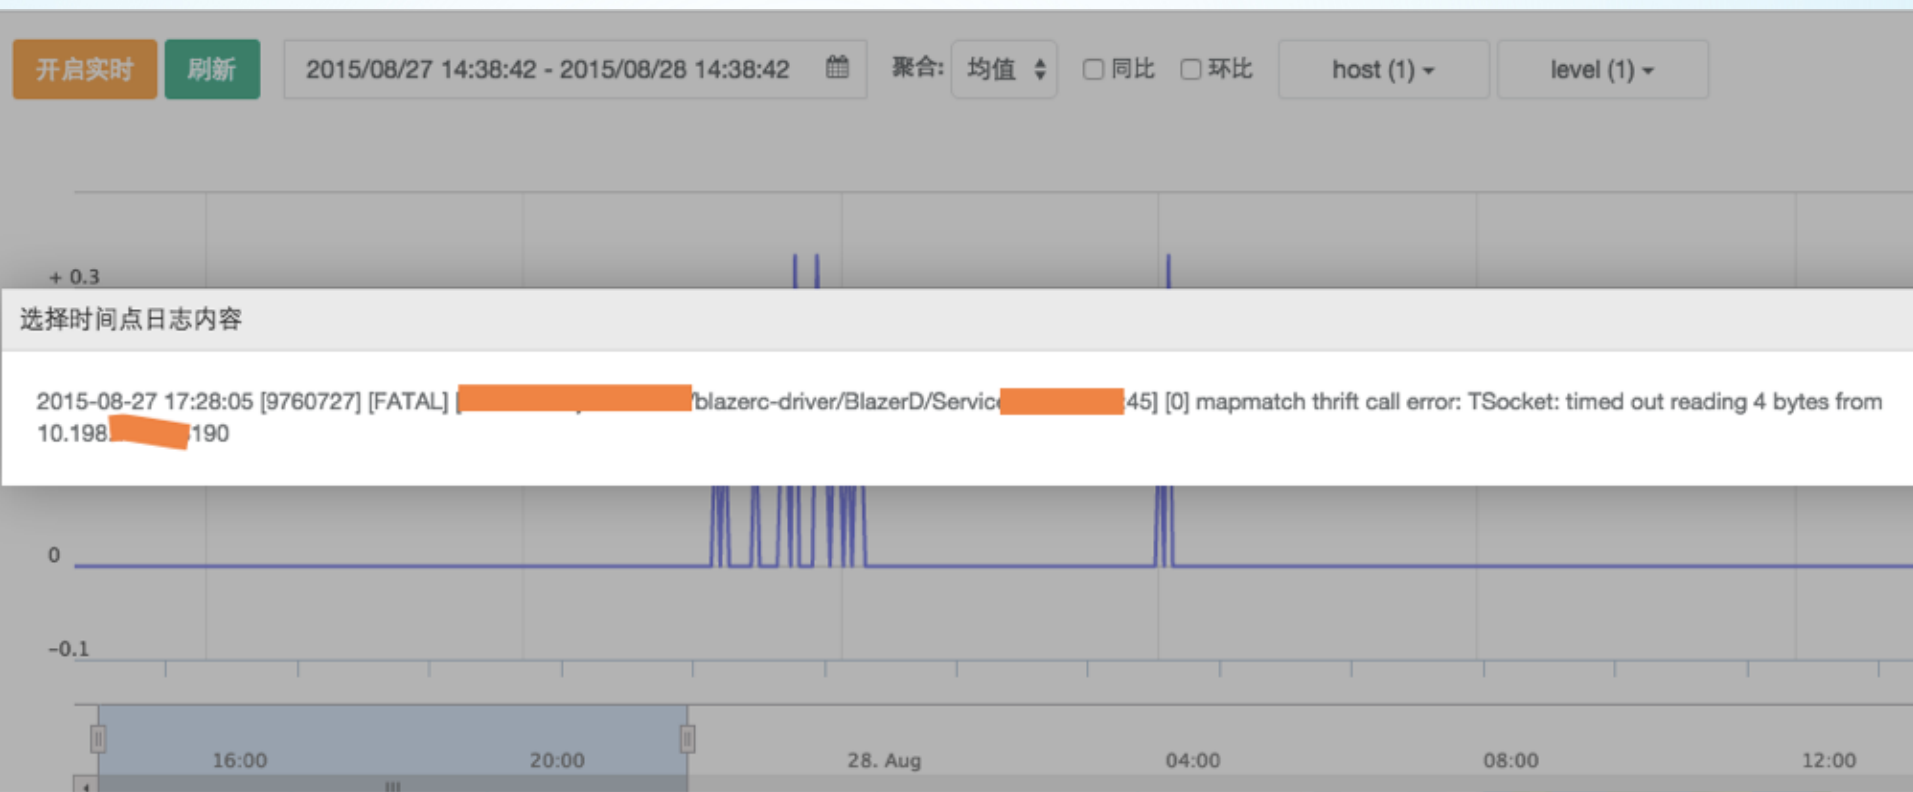 开启实时 刷新 2015/08/27 14:38:42 - 2015/08/28 14:38:42 聚合: 均值 同比 环比 host (1) level (1)
+ 0.3
选择时间点日志内容
2015-08-27 17:28:05 [9760727] [FATAL] [ /blazerc-driver/BlazerD/Service :45] [0] mapmatch thrift call error: TSocket: timed out reading 4 bytes from
10.198. 190
0
-0.1
16:00 20:00 28. Aug 04:00 08:00 12:00